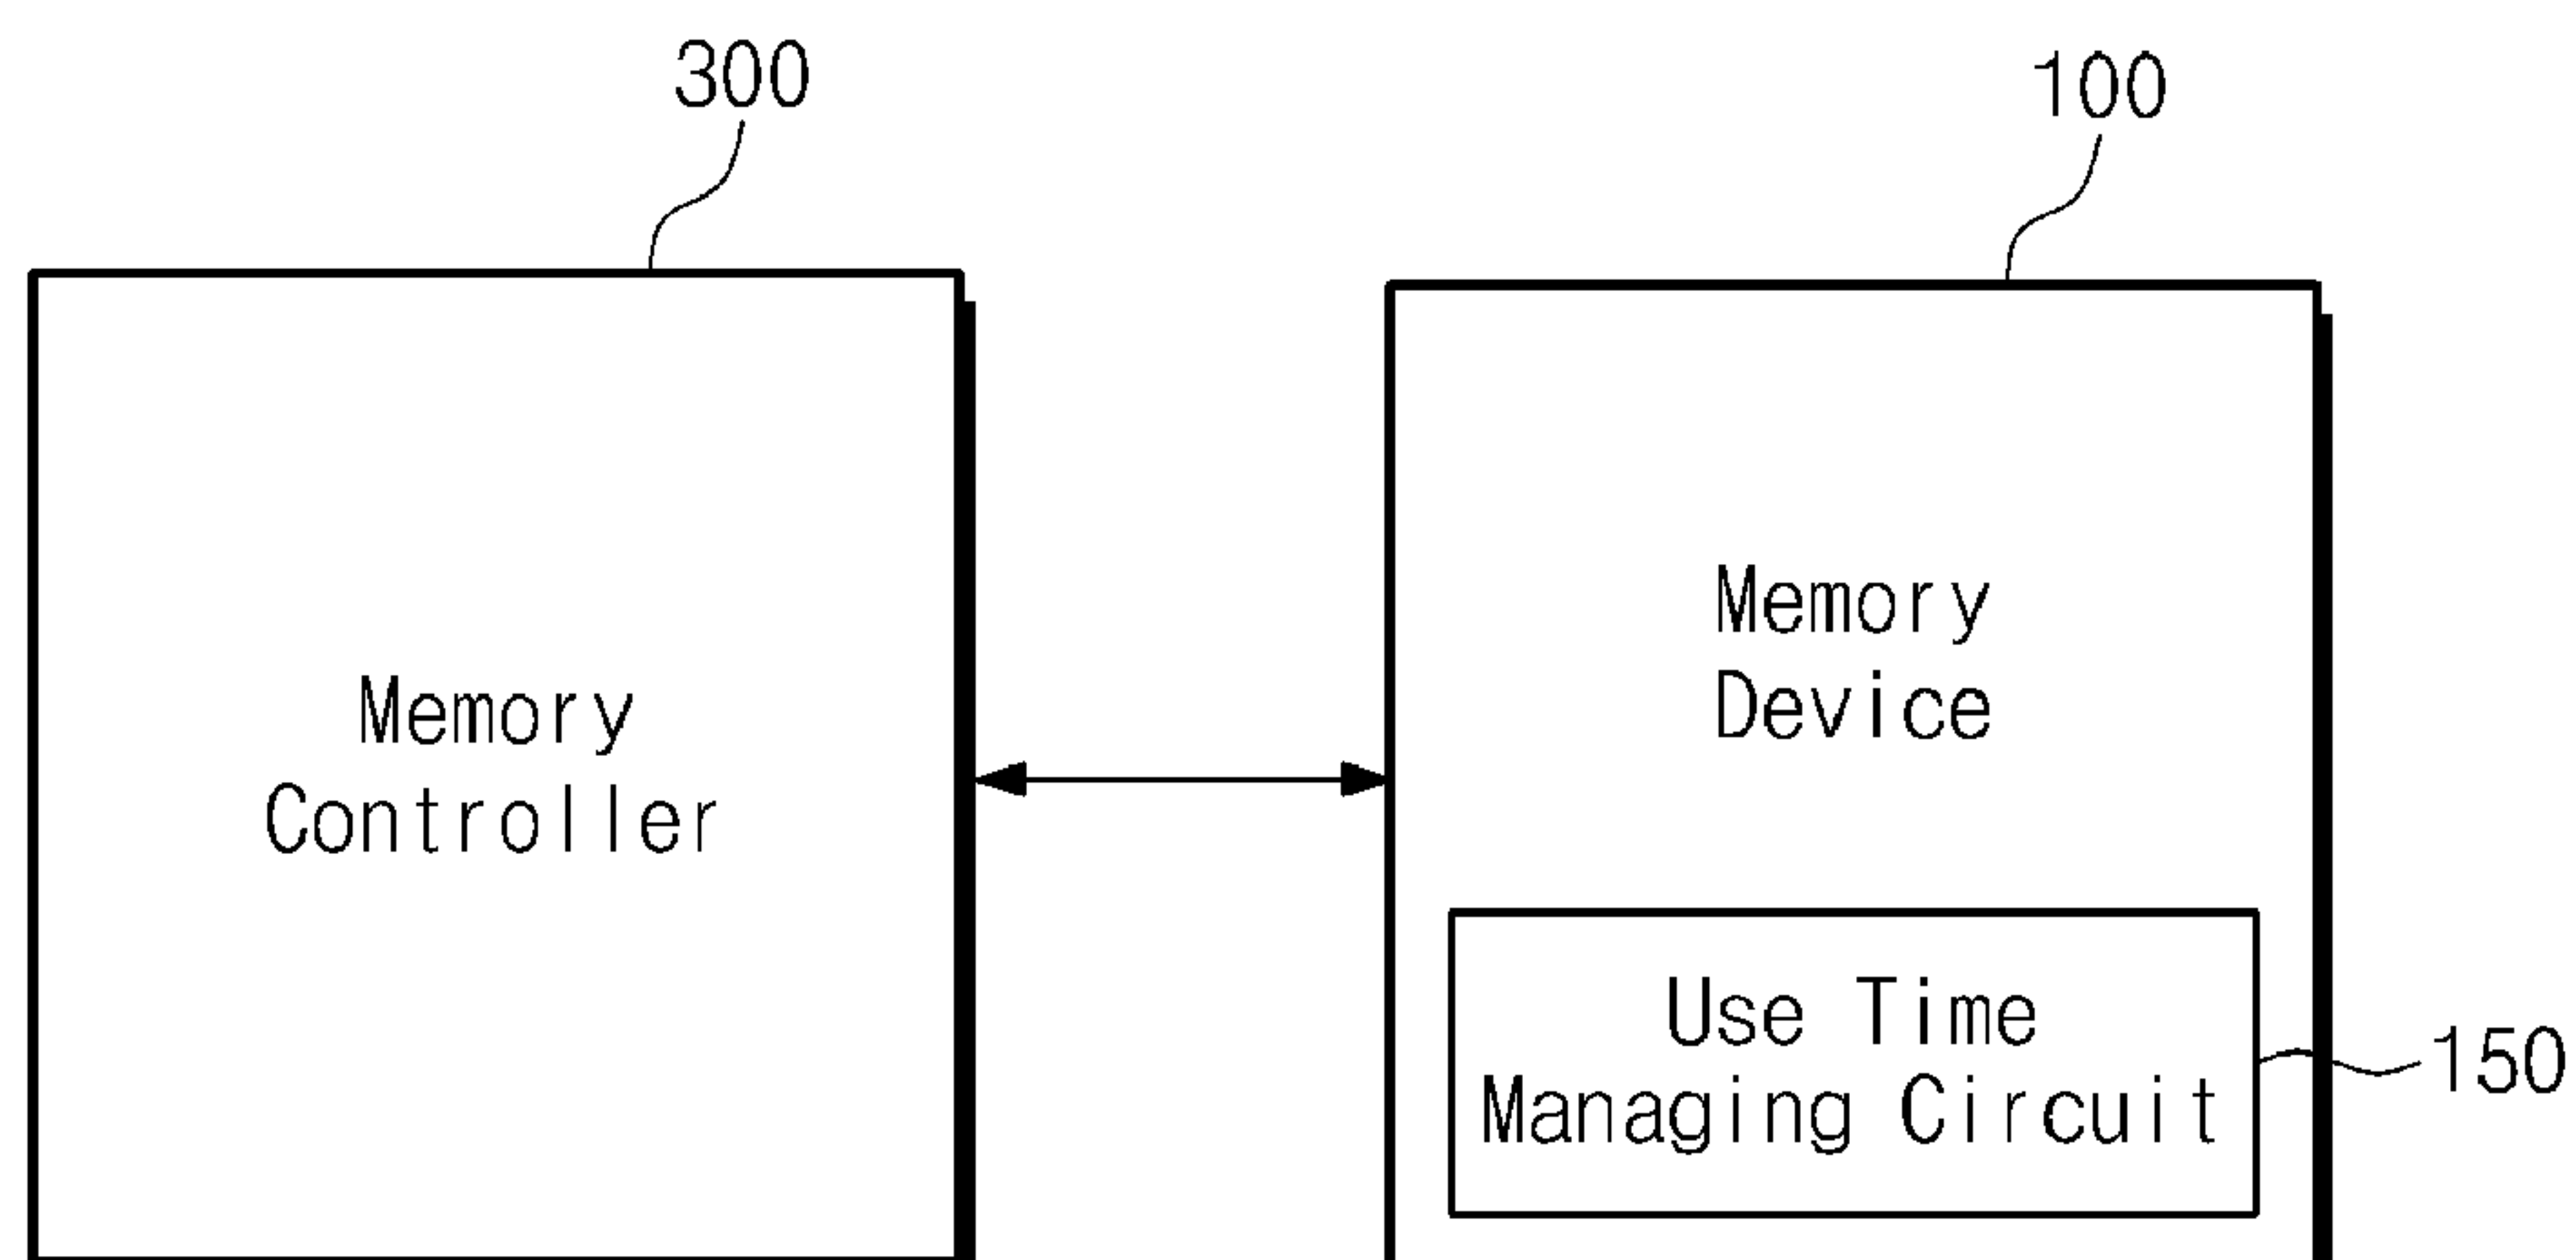 300
100
Memory
Controller
Memory
Device
Use Time
Managing Circuit
150